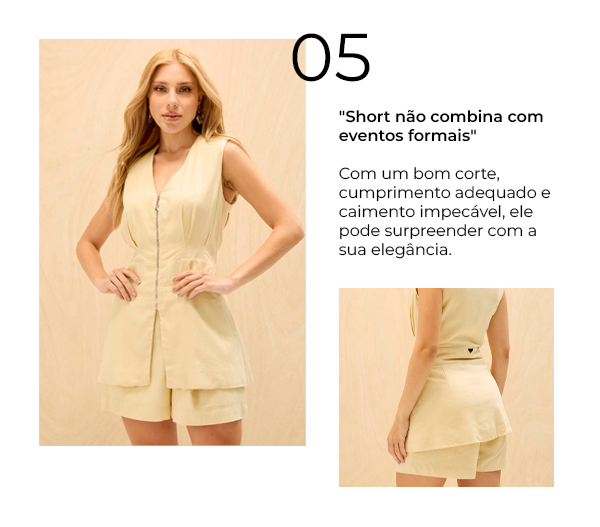 05
"Short não combina com
eventos formais"
Com um bom corte,
cumprimento adequado e
caimento impecável, ele
pode surpreender com a
sua elegância.